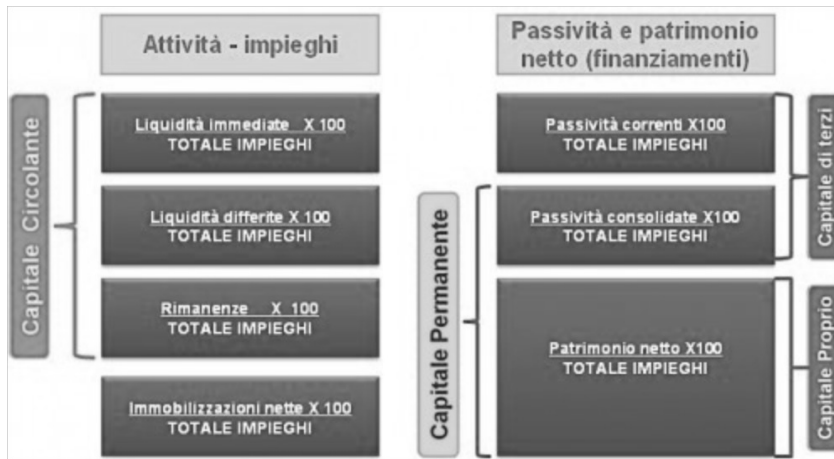 Attività - impieghi
Capitale Circolante
Liquidità immediate X 100
TOTALE IMPIEGHI
Liquidità differite X 100
TOTALE IMPIEGHI
Rimanenze X 100
TOTALE IMPIEGHI
Immobilizzazioni nette X 100
TOTALE IMPIEGHI
Passività e patrimonio
netto (finanziamenti)
Passività correnti X100
TOTALE IMPIEGHI
Passività consolidate X100
TOTALE IMPIEGHI
Patrimonio netto X100
TOTALE IMPIEGHI
Capitale Permanente
Capitale di terzi
Capitale Proprio